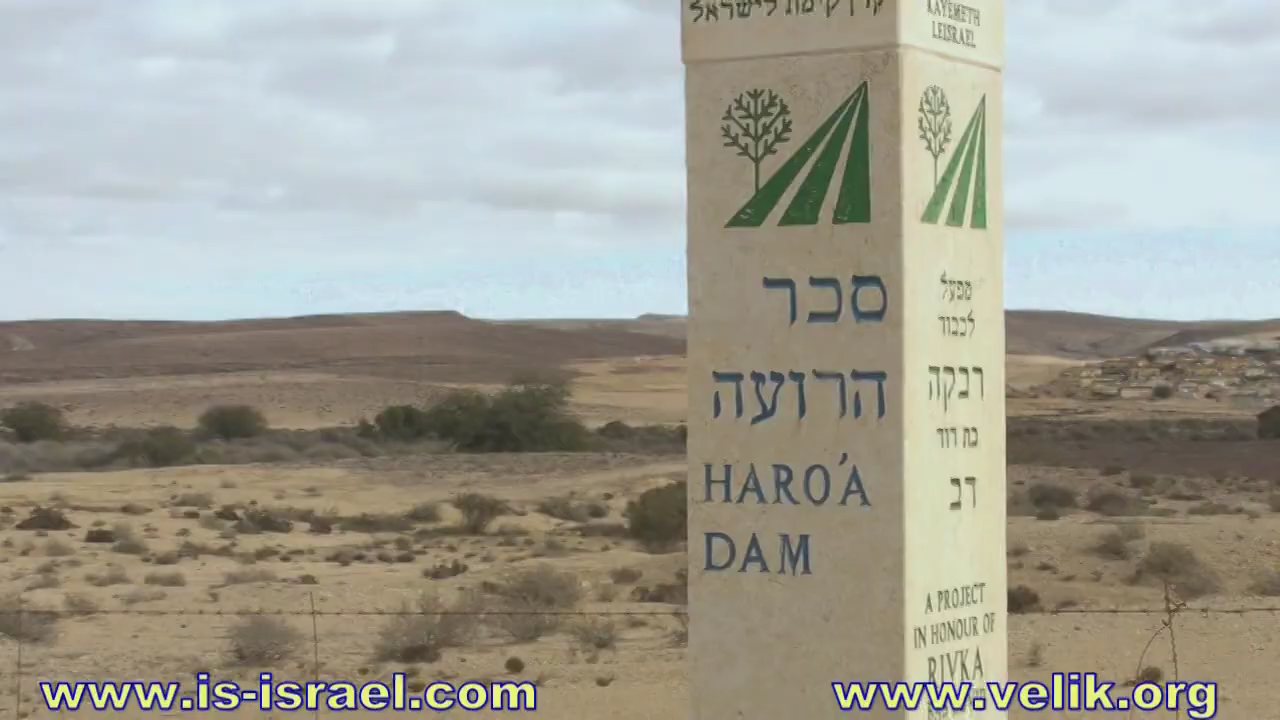 קרן קימת לישראל
KAYEMETH
LEISRAEL
סכר
הרועה
HARO'A
DAM
מפעל
לכבוד
רבקה
בת דוד
דב
A PROJECT
IN HONOUR OF
RIVKA
www.is-israel.com
www.velik.org